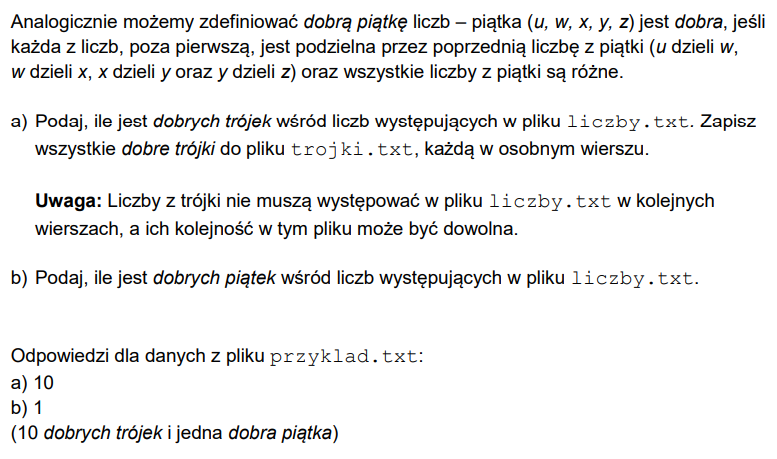 Analogicznie możemy zdefiniować dobrą piątkę liczb – piątka (u, w, x, y, z) jest dobra, jeśli
każda z liczb, poza pierwszą, jest podzielna przez poprzednią liczbę z piątki (u dzieli w,
w dzieli x, x dzieli y oraz y dzieli z) oraz wszystkie liczby z piątki są różne.
a) Podaj, ile jest dobrych trójek wśród liczb występujących w pliku liczby.txt. Zapisz
wszystkie dobre trójki do pliku trojki.txt, każdą w osobnym wierszu.
Uwaga: Liczby z trójki nie muszą występować w pliku liczby.txt w kolejnych
wierszach, a ich kolejność w tym pliku może być dowolna.
b) Podaj, ile jest dobrych piątek wśród liczb występujących w pliku liczby.txt.
Odpowiedzi dla danych z pliku przyklad.txt:
a) 10
b) 1
(10 dobrych trójek i jedna dobra piątka)